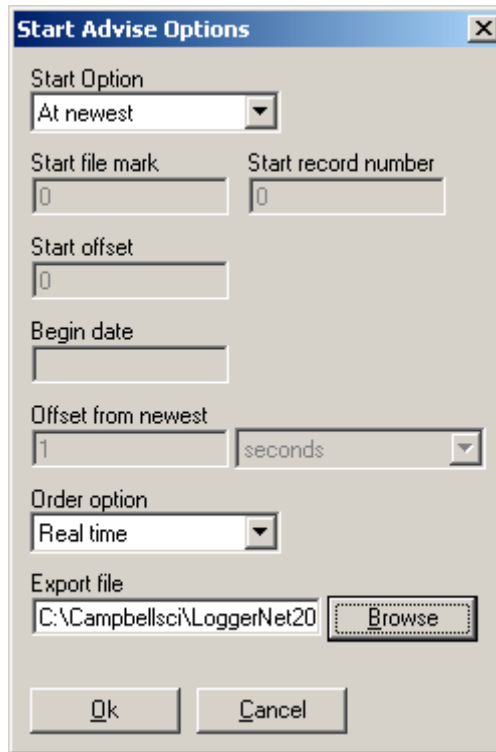 Start Advise Options
Start Option
At newest
Start file mark Start record number
0 0
Start offset
0
Begin date
Offset from newest
1 seconds
Order option
Real time
Export file
C:\Campbellsci\LoggerNet20 Browse
Ok Cancel